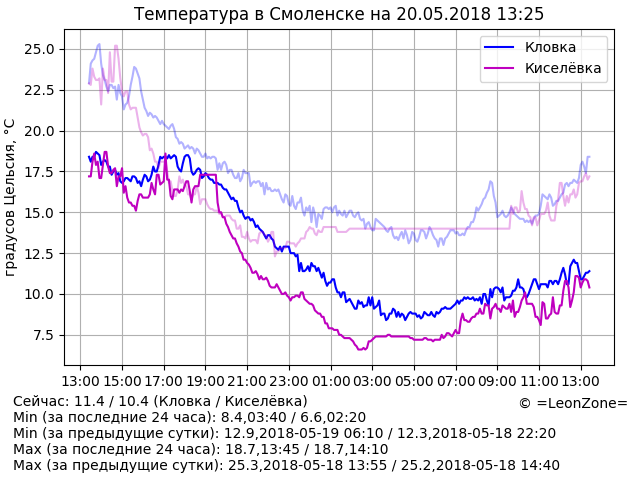 Температура в Смоленске на 20.05.2018 13:25
Кловка
Киселёвка
градусов Цельсия, °C
25.0
22.5
20.0
17.5
15.0
12.5
10.0
7.5
13:00 15:00 17:00 19:00 21:00 23:00 01:00 03:00 05:00 07:00 09:00 11:00 13:00
Сейчас: 11.4 / 10.4 (Кловка / Киселёвка)
© =LeonZone=
Min (за последние 24 часа): 8.4,03:40 / 6.6,02:20
Min (за предыдущие сутки): 12.9,2018-05-19 06:10 / 12.3,2018-05-18 22:20
Max (за последние 24 часа): 18.7,13:45 / 18.7,14:10
Max (за предыдущие сутки): 25.3,2018-05-18 13:55 / 25.2,2018-05-18 14:40